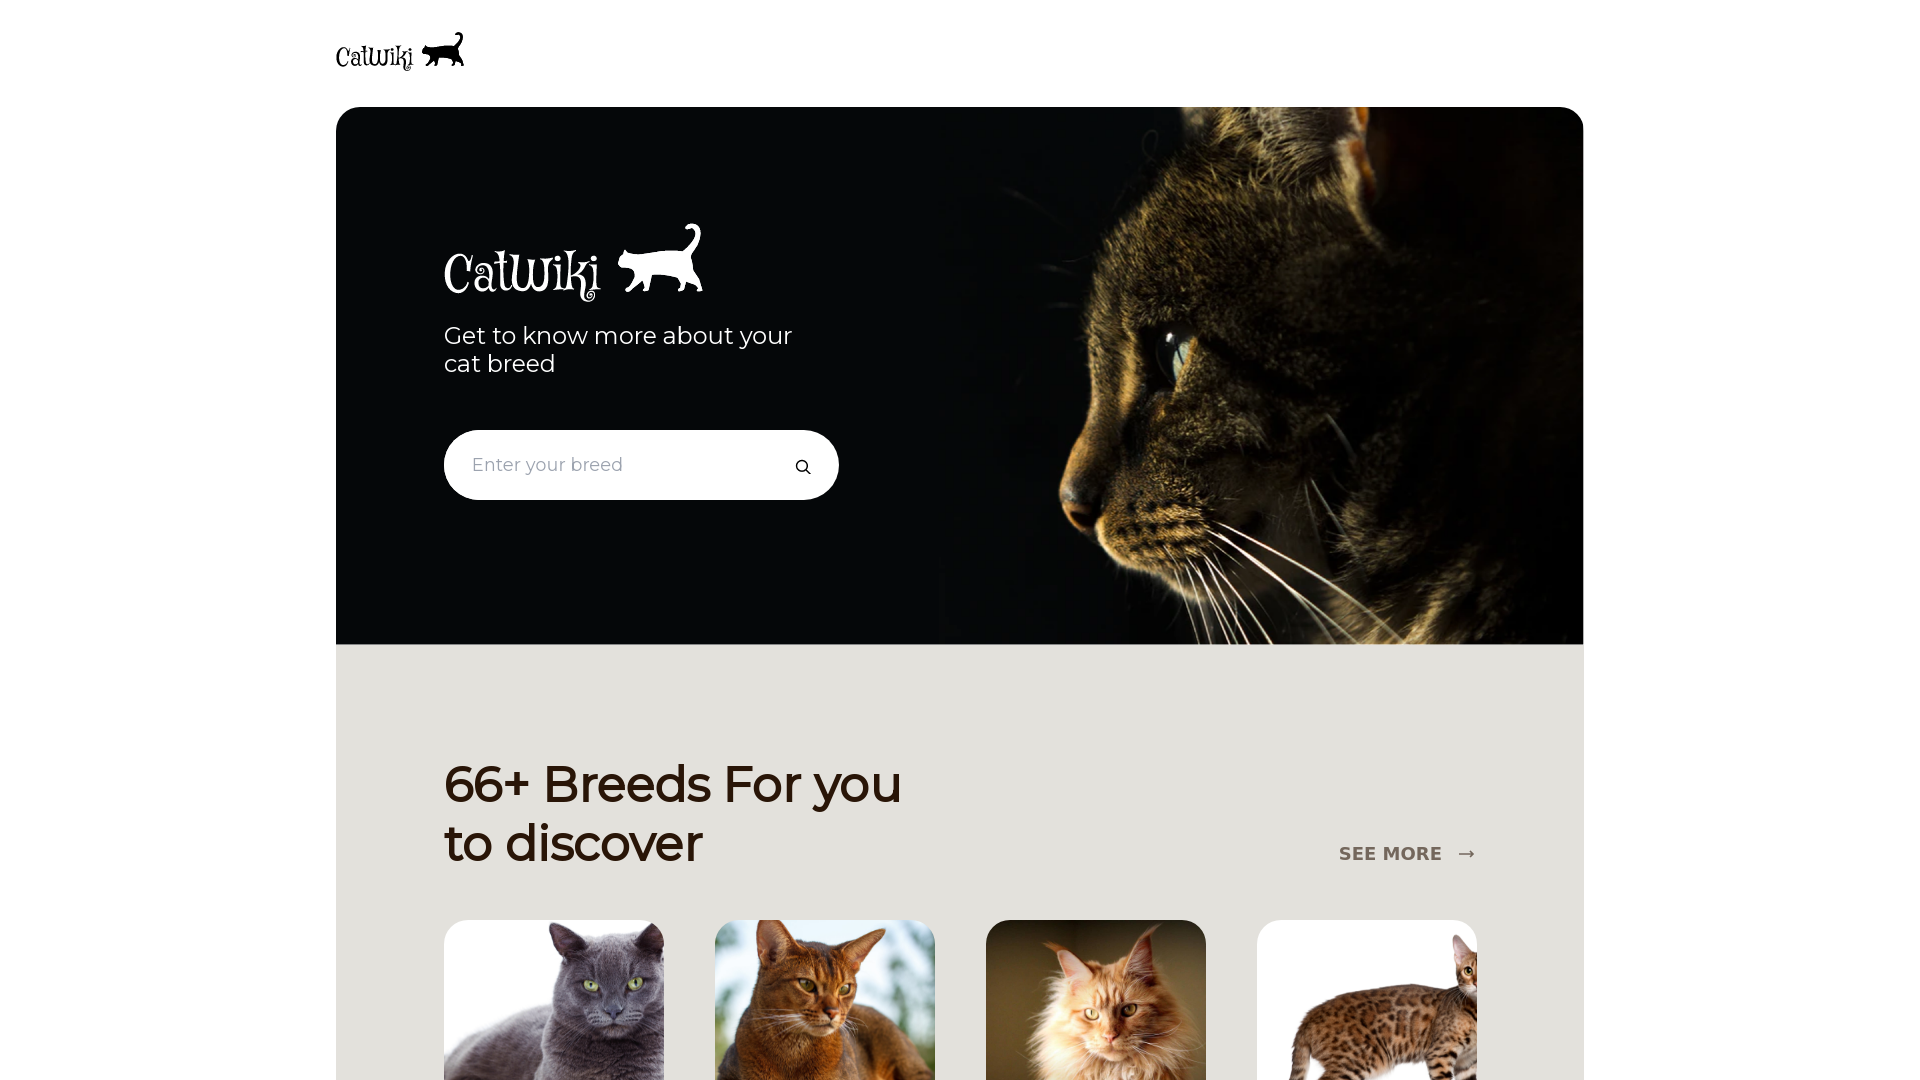 CatWiki
CatWiki
Get to know more about your
cat breed
Enter your breed
66+ Breeds For you
to discover
SEE MORE →